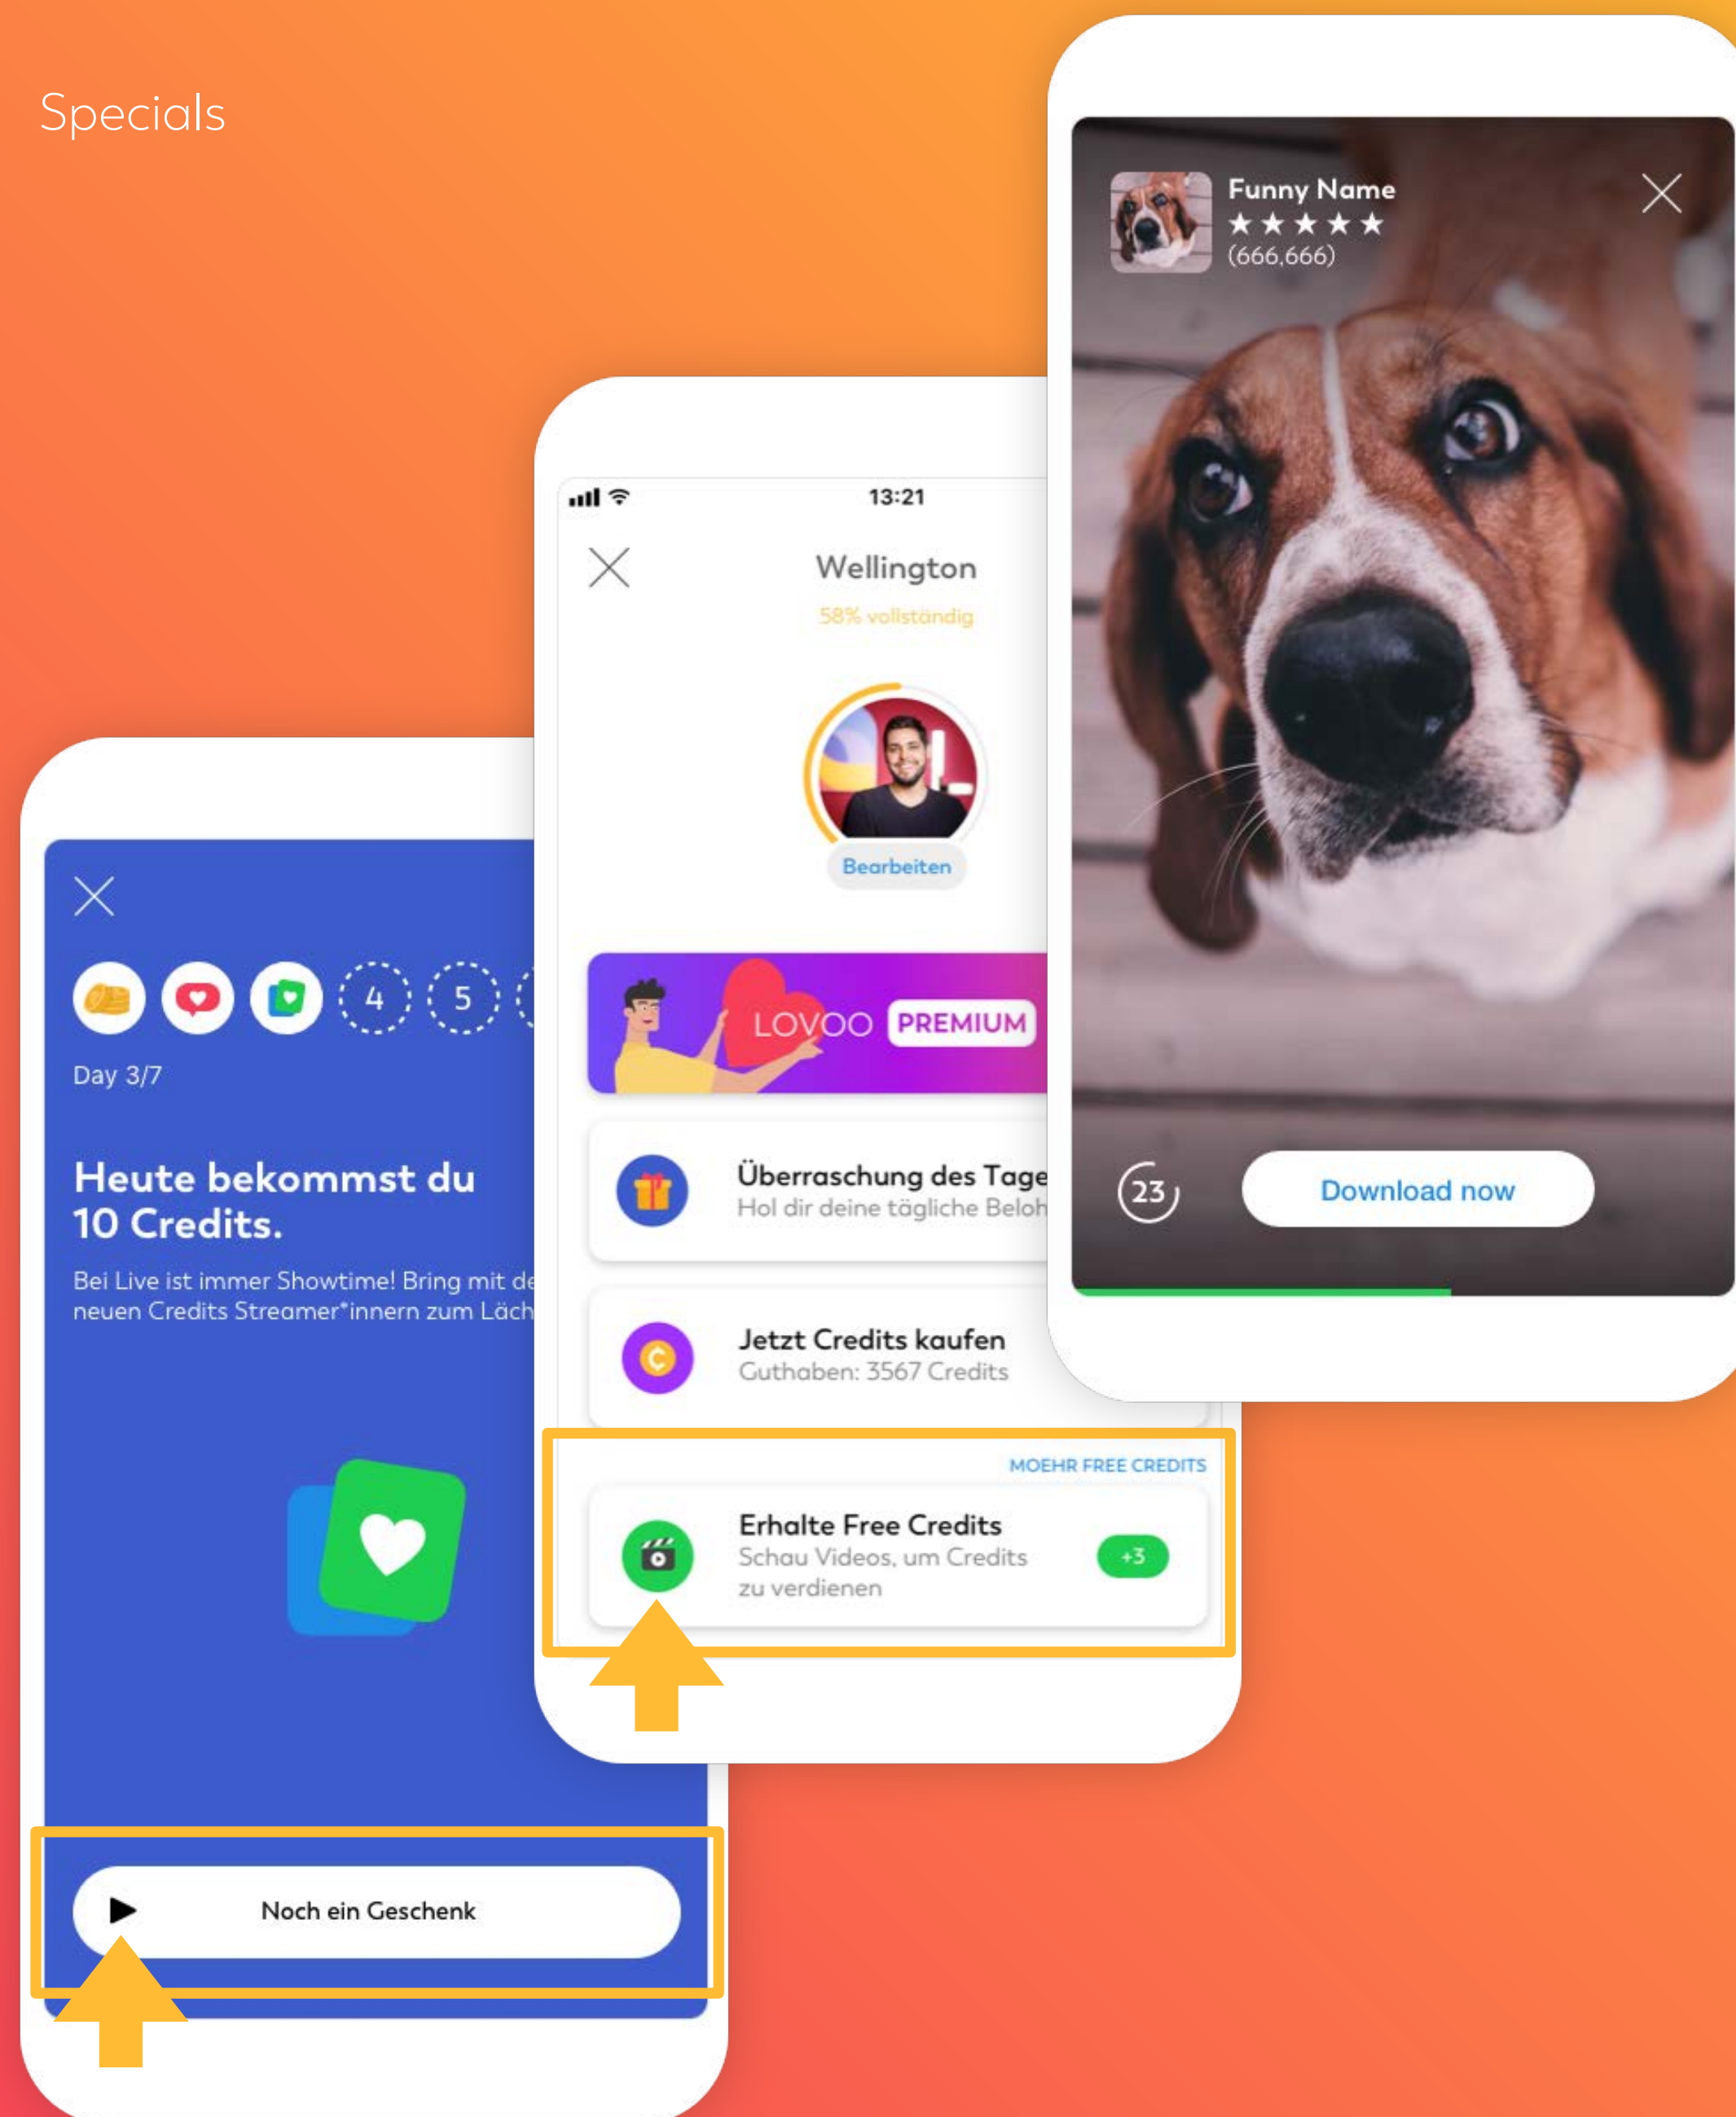 Specials
Funny Name
(666,666)
23
Download now
13:21
Wellington
58% vollständig
Bearbeiten
LOVOO PREMIUM
Überraschung des Tage
Hol dir deine tägliche Beloh
Jetzt Credits kaufen
Guthaben: 3567 Credits
MOEHR FREE CREDITS
Erhalte Free Credits
Schau Videos, um Credits
zu verdienen
+3
4 5
Day 3/7
Heute bekommst du
10 Credits.
Bei Live ist immer Showtime! Bring mit de
neuen Credits Streamer*innern zum Läch
Noch ein Geschenk